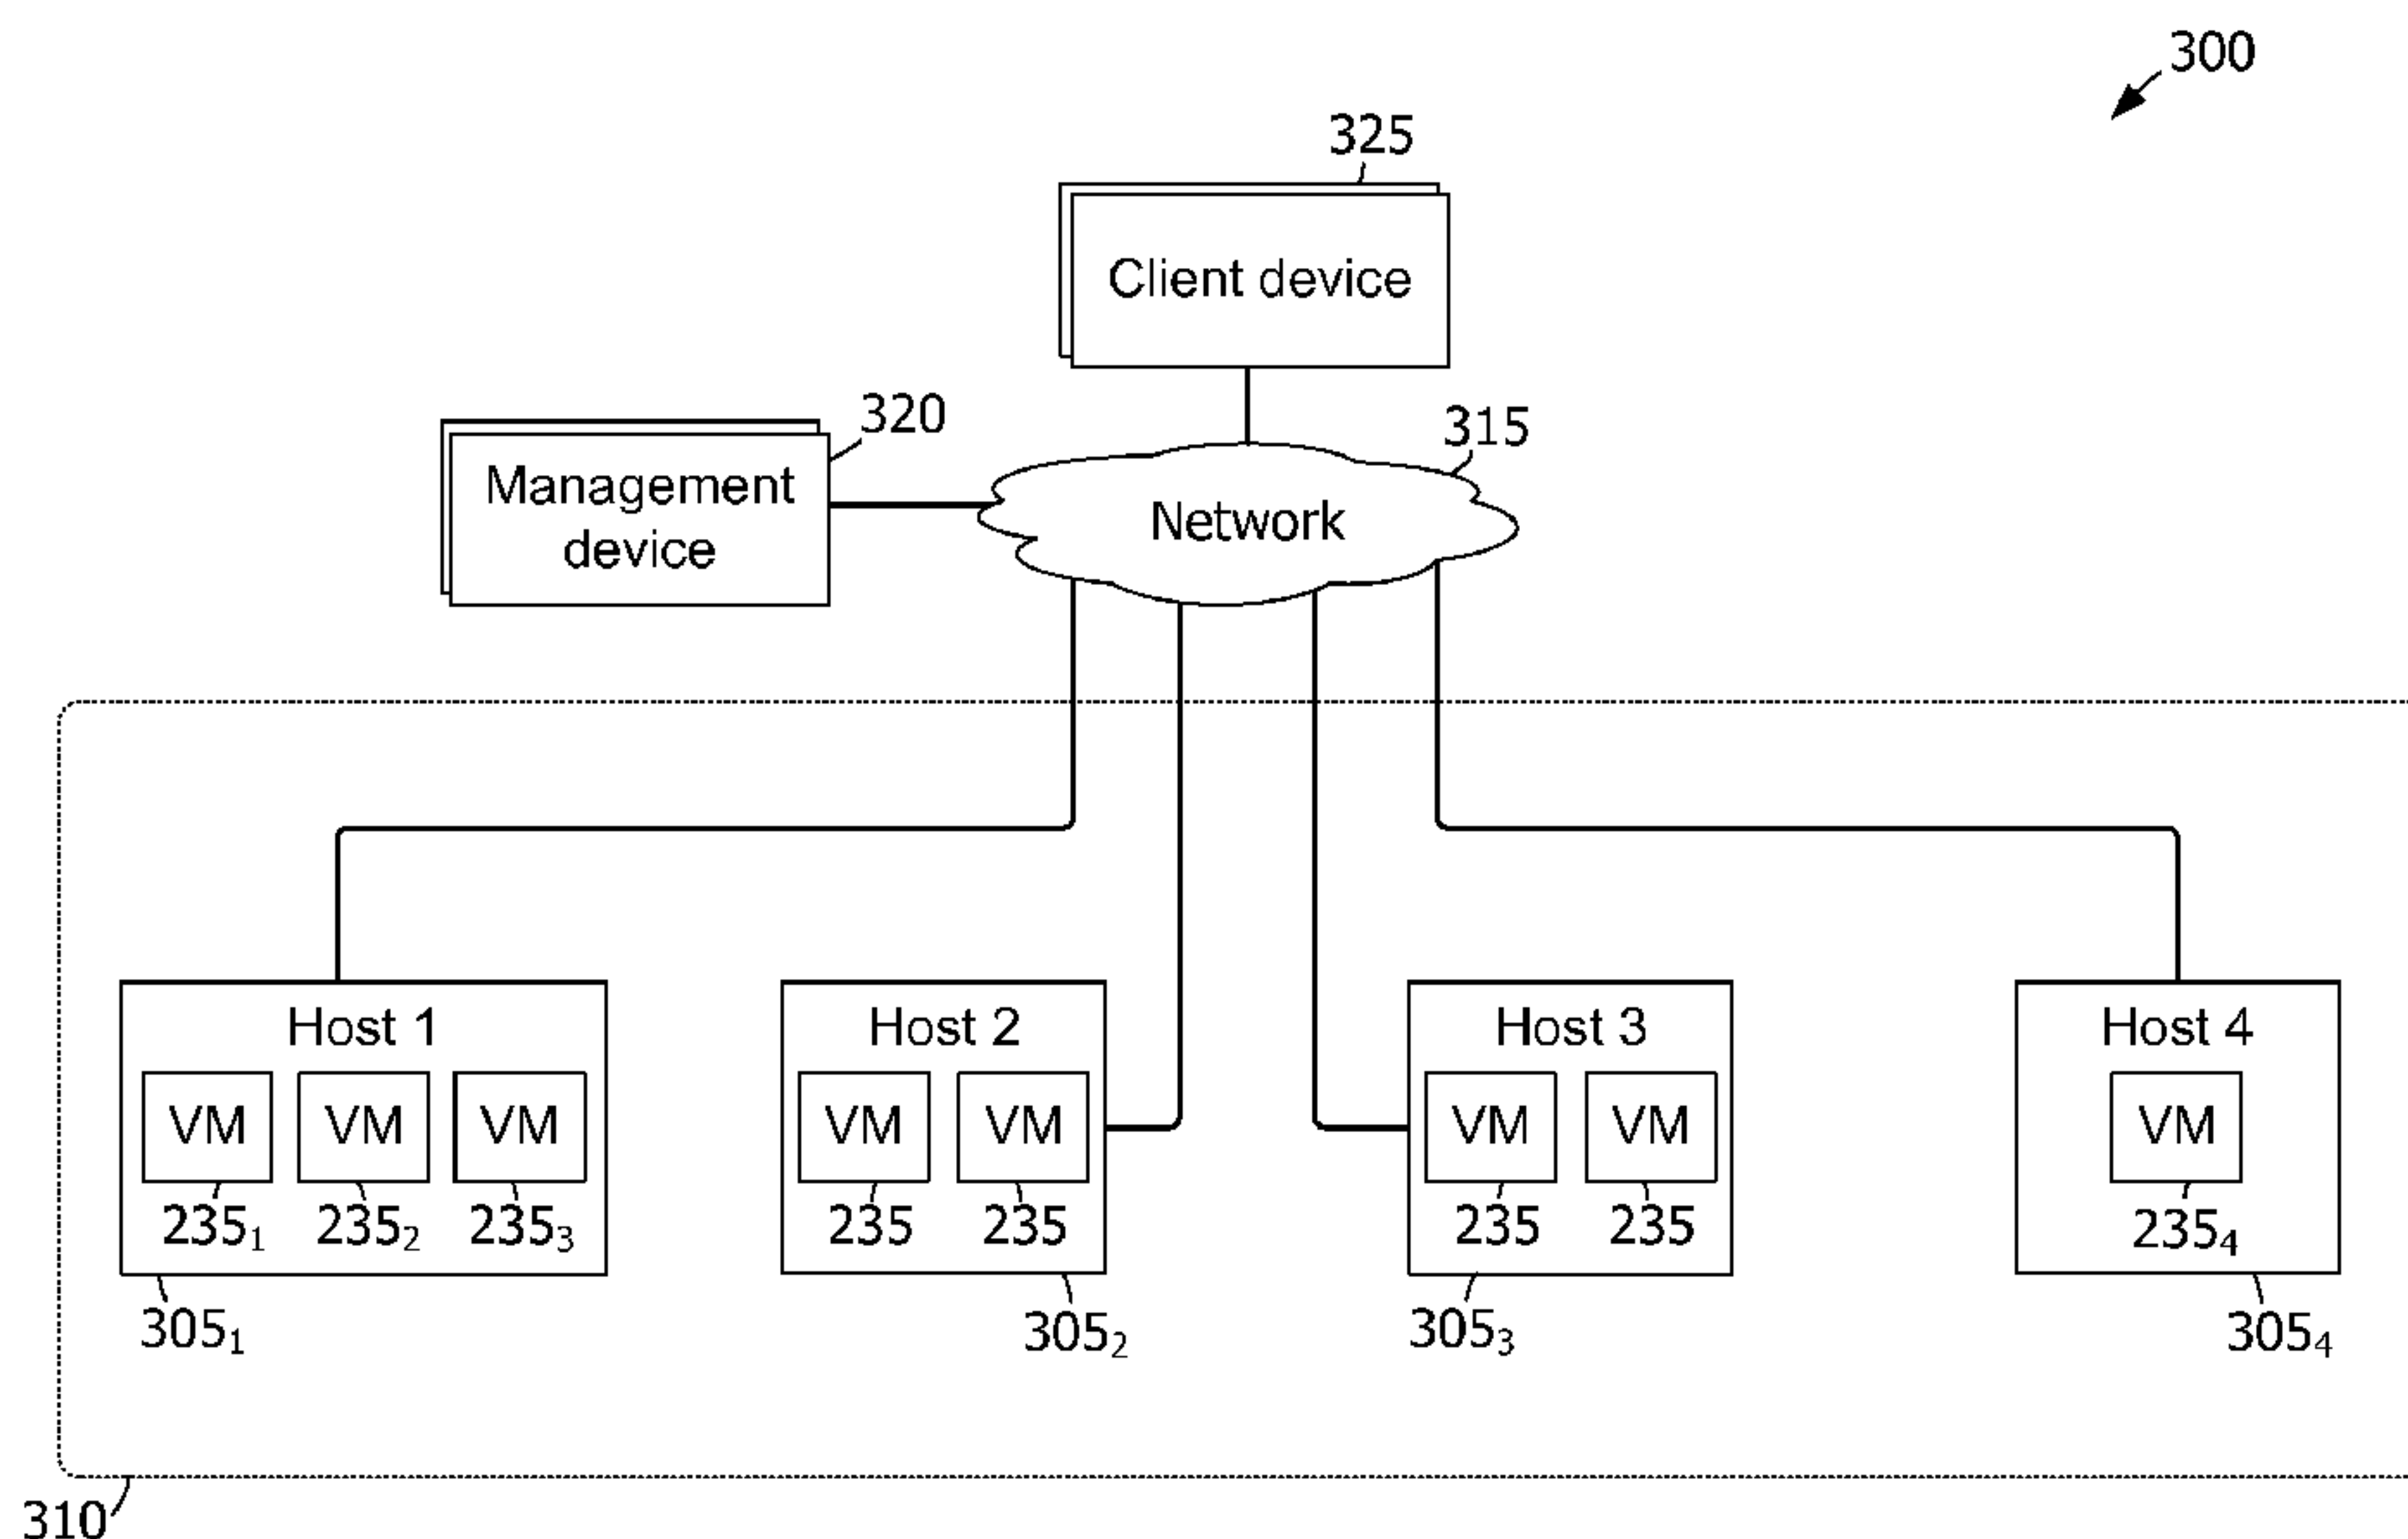 300
325
Client device
320
315
Management
device
Network
Host 1
Host 2
Host 3
Host 4
VM VM VM
VM VM
VM VM
VM
235₁ 235₂ 235₃
235 235
235 235
235₄
305₁
305₂
305₃
305₄
310